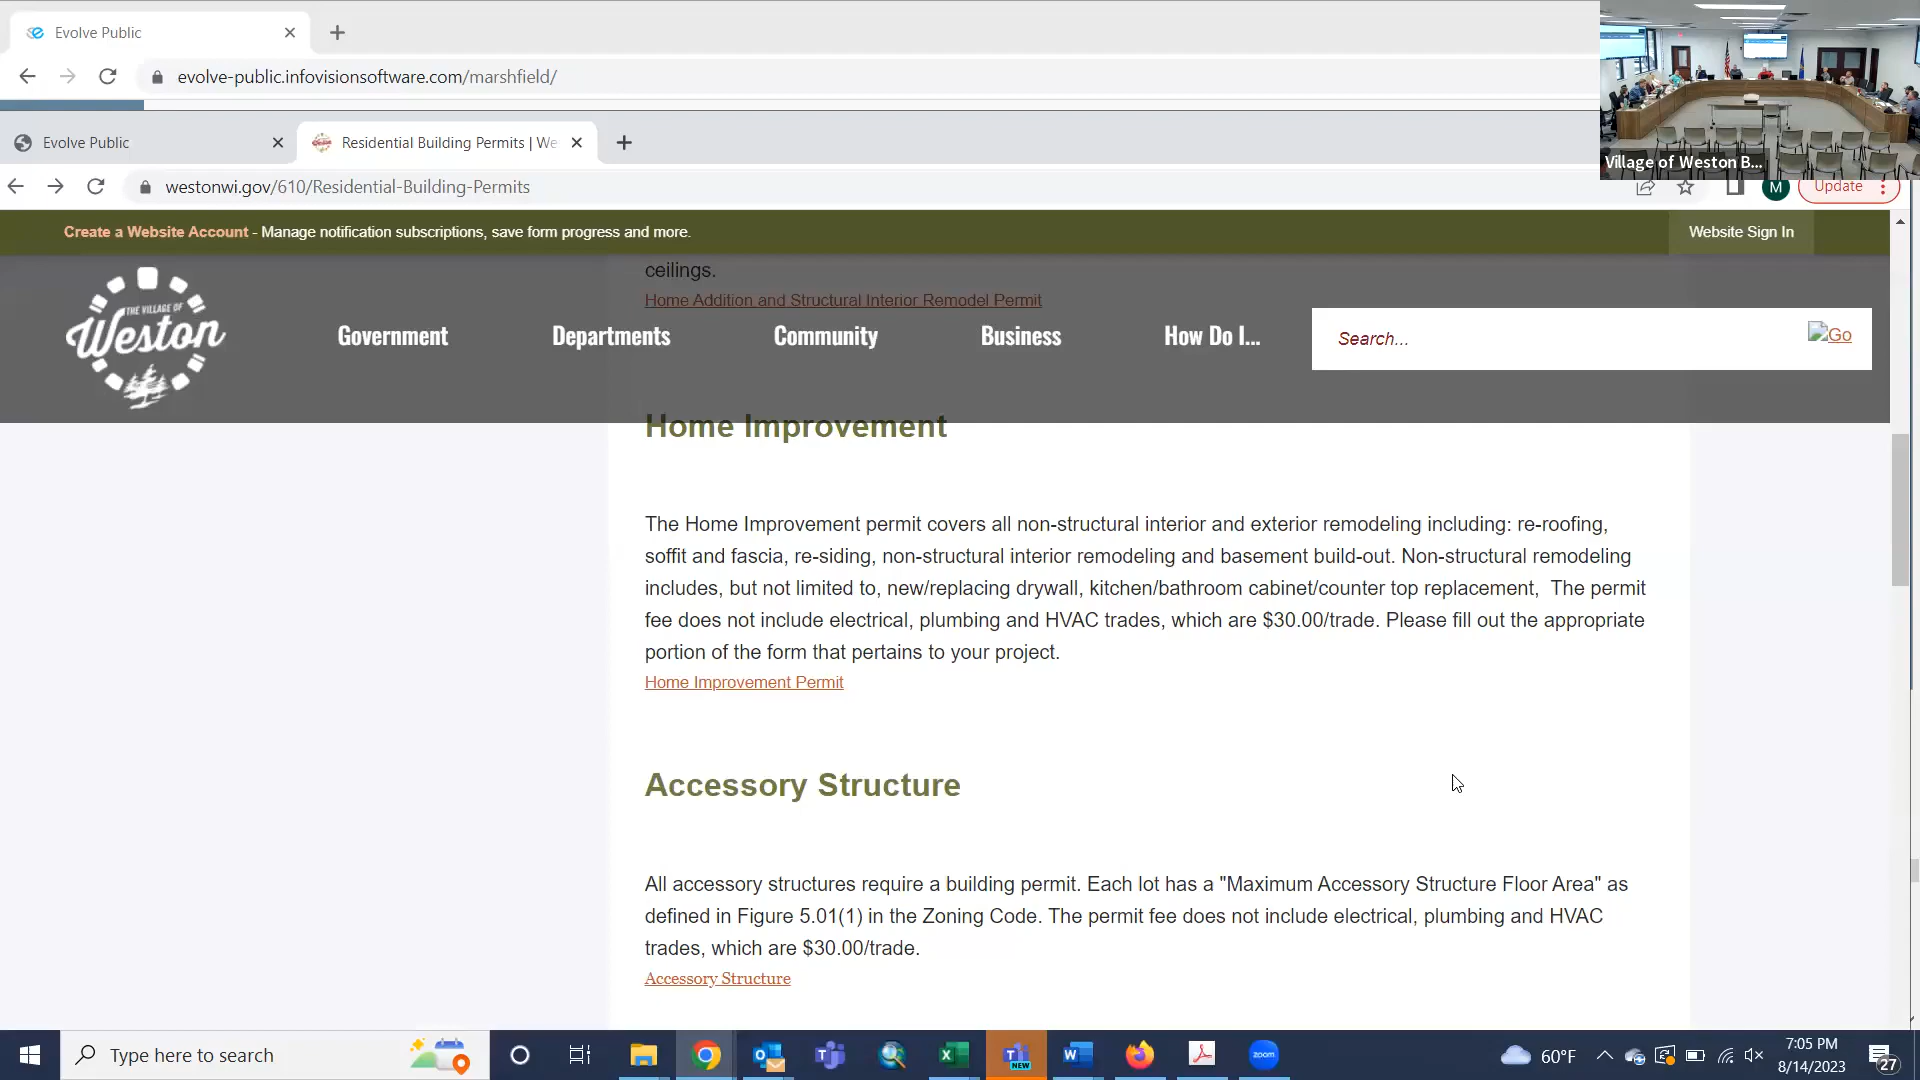 Evolve Public
evolve-public.infovisionsoftware.com/marshfield/
Evolve Public
Residential Building Permits | We
westonwi.gov/610/Residential-Building-Permits
Village of Weston B...
M
Update
Create a Website Account - Manage notification subscriptions, save form progress and more.
Website Sign In
THE VILLAGE OF
Weston
Government
Departments
Community
Business
How Do I...
Search...
Go
ceilings.
Home Addition and Structural Interior Remodel Permit
Home Improvement
The Home Improvement permit covers all non-structural interior and exterior remodeling including: re-roofing,
soffit and fascia, re-siding, non-structural interior remodeling and basement build-out. Non-structural remodeling
includes, but not limited to, new/replacing drywall, kitchen/bathroom cabinet/counter top replacement,  The permit
fee does not include electrical, plumbing and HVAC trades, which are $30.00/trade. Please fill out the appropriate
portion of the form that pertains to your project.
Home Improvement Permit
Accessory Structure
All accessory structures require a building permit. Each lot has a "Maximum Accessory Structure Floor Area" as
defined in Figure 5.01(1) in the Zoning Code. The permit fee does not include electrical, plumbing and HVAC
trades, which are $30.00/trade.
Accessory Structure
Type here to search
NEW
zoom
60°F
7:05 PM
8/14/2023
27